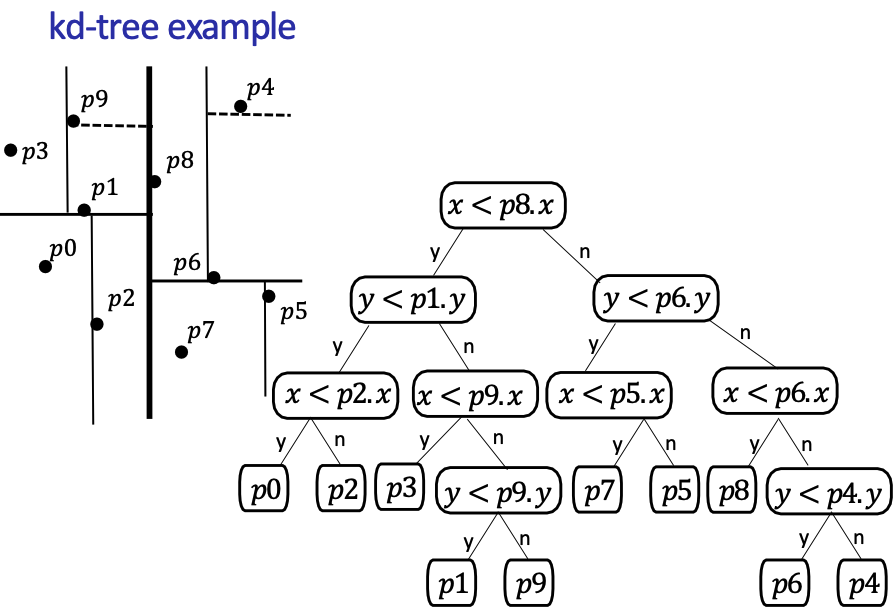 kd-tree example
p9
p4
p3
p8
p1
p0
p6
p2
p5
p7
x < p8.x
y
n
y < p1.y
y < p6.y
y
n
y
n
x < p2.x
x < p9.x
x < p5.x
x < p6.x
y
n
y
n
y
n
y
n
p0
p2
p3
y < p9.y
p7
p5
p8
y < p4.y
y
n
y
n
p1
p9
p6
p4